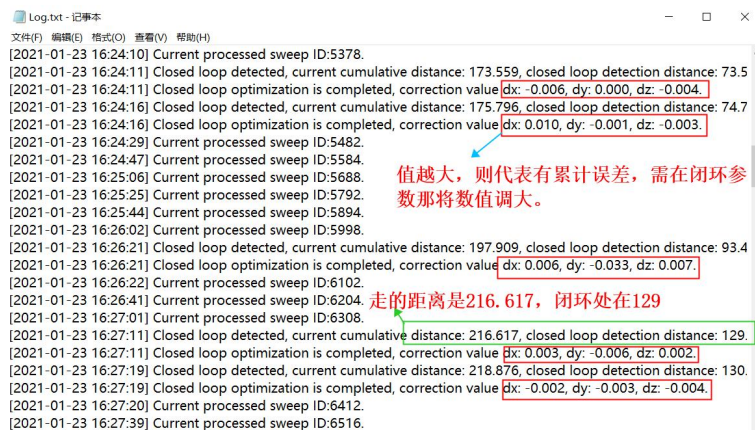 Log.txt - 记事本
文件(F) 编辑(E) 格式(O) 查看(V) 帮助(H)
[2021-01-23 16:24:10] Current processed sweep ID:5378.
[2021-01-23 16:24:11] Closed loop detected, current cumulative distance: 173.559, closed loop detection distance: 73.5
[2021-01-23 16:24:11] Closed loop optimization is completed, correction value dx: -0.006, dy: 0.000, dz: -0.004.
[2021-01-23 16:24:16] Closed loop detected, current cumulative distance: 175.796, closed loop detection distance: 74.7
[2021-01-23 16:24:16] Closed loop optimization is completed, correction value dx: 0.010, dy: -0.001, dz: -0.003.
[2021-01-23 16:24:29] Current processed sweep ID:5482.
[2021-01-23 16:24:47] Current processed sweep ID:5584.
[2021-01-23 16:25:06] Current processed sweep ID:5688.
值越大，则代表有累计误差，需在闭环参
[2021-01-23 16:25:25] Current processed sweep ID:5792.
数那将数值调大。
[2021-01-23 16:25:44] Current processed sweep ID:5894.
[2021-01-23 16:26:02] Current processed sweep ID:5998.
[2021-01-23 16:26:21] Closed loop detected, current cumulative distance: 197.909, closed loop detection distance: 93.4
[2021-01-23 16:26:21] Closed loop optimization is completed, correction value dx: 0.006, dy: -0.033, dz: 0.007.
[2021-01-23 16:26:22] Current processed sweep ID:6102.
[2021-01-23 16:26:41] Current processed sweep ID:6204.
走的距离是216.617，闭环处在129
[2021-01-23 16:27:01] Current processed sweep ID:6308.
[2021-01-23 16:27:11] Closed loop detected, current cumulative distance: 216.617, closed loop detection distance: 129.
[2021-01-23 16:27:11] Closed loop optimization is completed, correction value dx: 0.003, dy: -0.006, dz: 0.002.
[2021-01-23 16:27:19] Closed loop detected, current cumulative distance: 218.876, closed loop detection distance: 130.
[2021-01-23 16:27:19] Closed loop optimization is completed, correction value dx: -0.002, dy: -0.003, dz: -0.004.
[2021-01-23 16:27:20] Current processed sweep ID:6412.
[2021-01-23 16:27:39] Current processed sweep ID:6516.